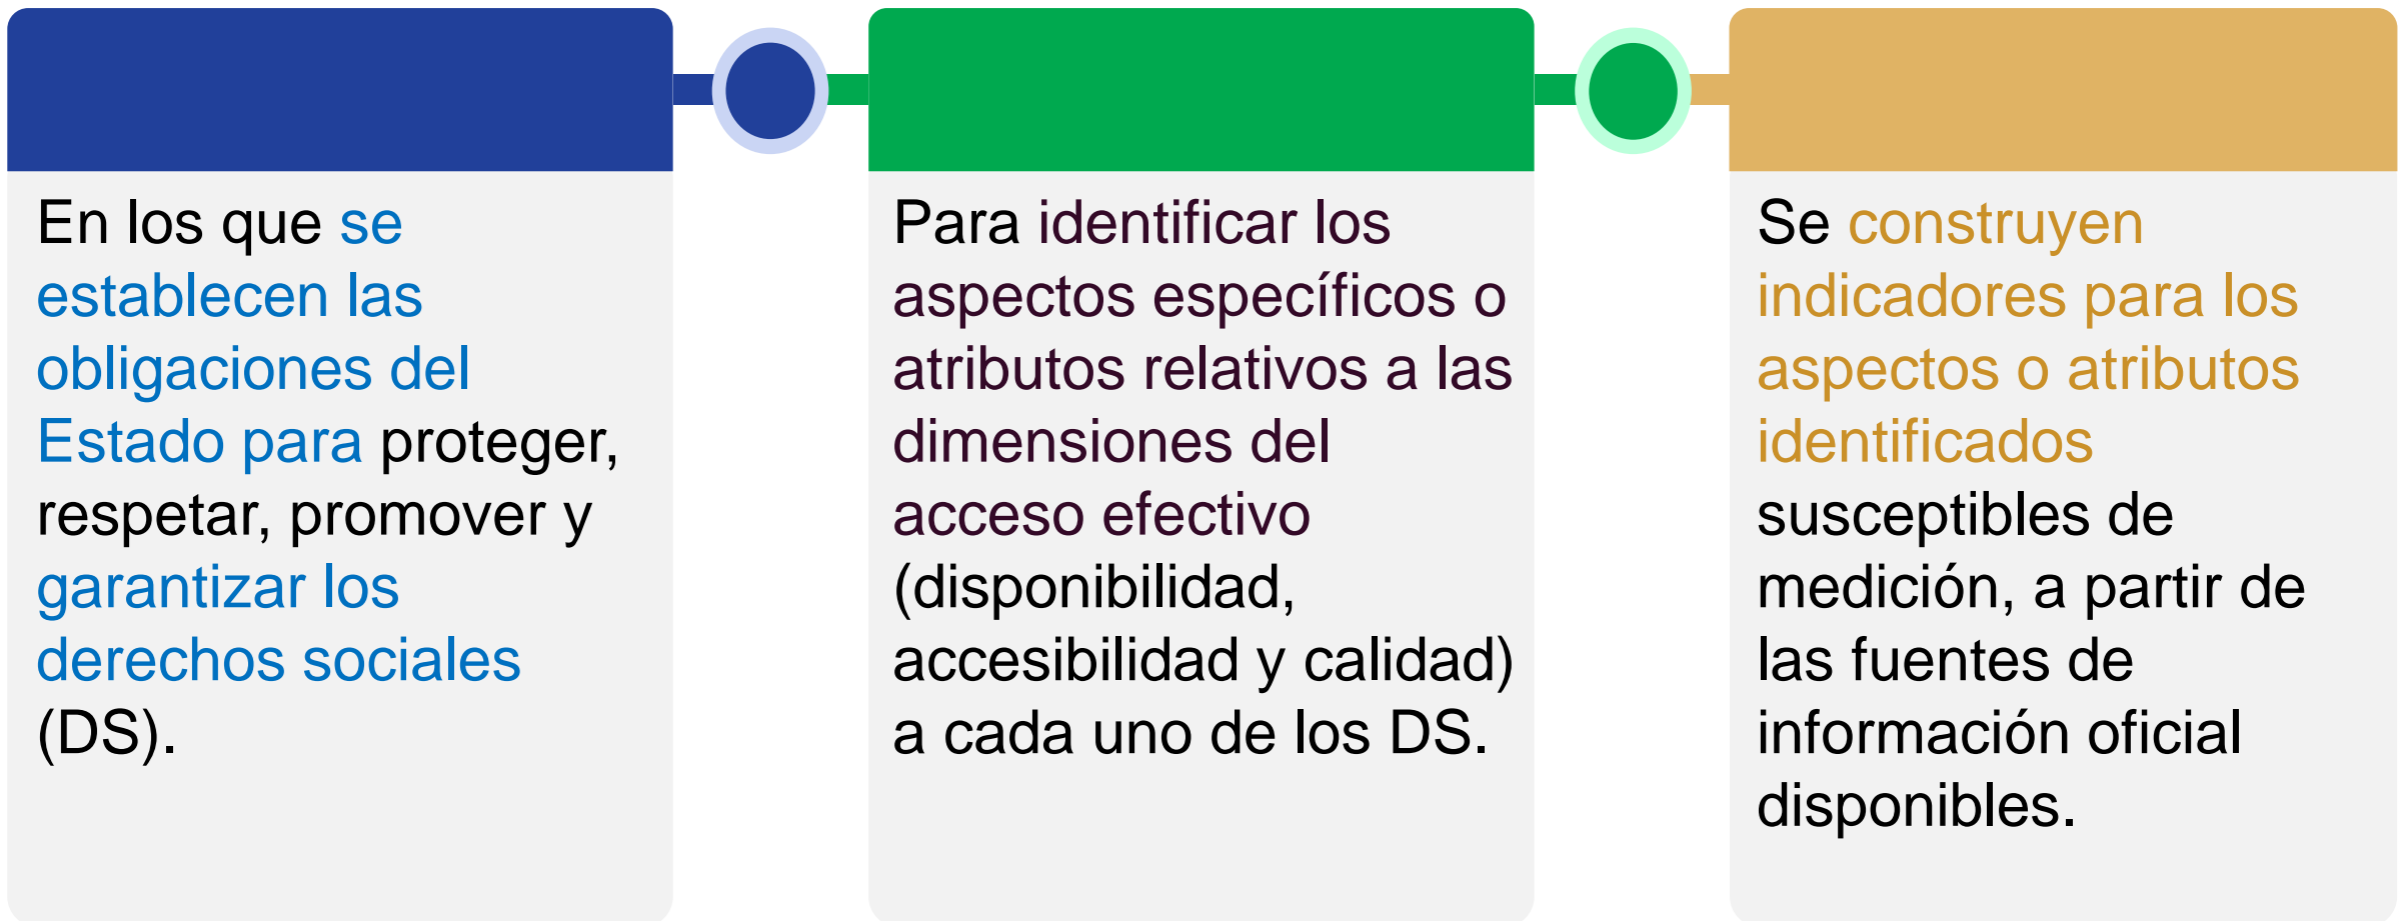 En los que se
establecen las
obligaciones del
Estado para proteger,
respetar, promover y
garantizar los
derechos sociales
(DS).
Para identificar los
aspectos específicos o
atributos relativos a las
dimensiones del
acceso efectivo
(disponibilidad,
accesibilidad y calidad)
a cada uno de los DS.
Se construyen
indicadores para los
aspectos o atributos
identificados
susceptibles de
medición, a partir de
las fuentes de
información oficial
disponibles.